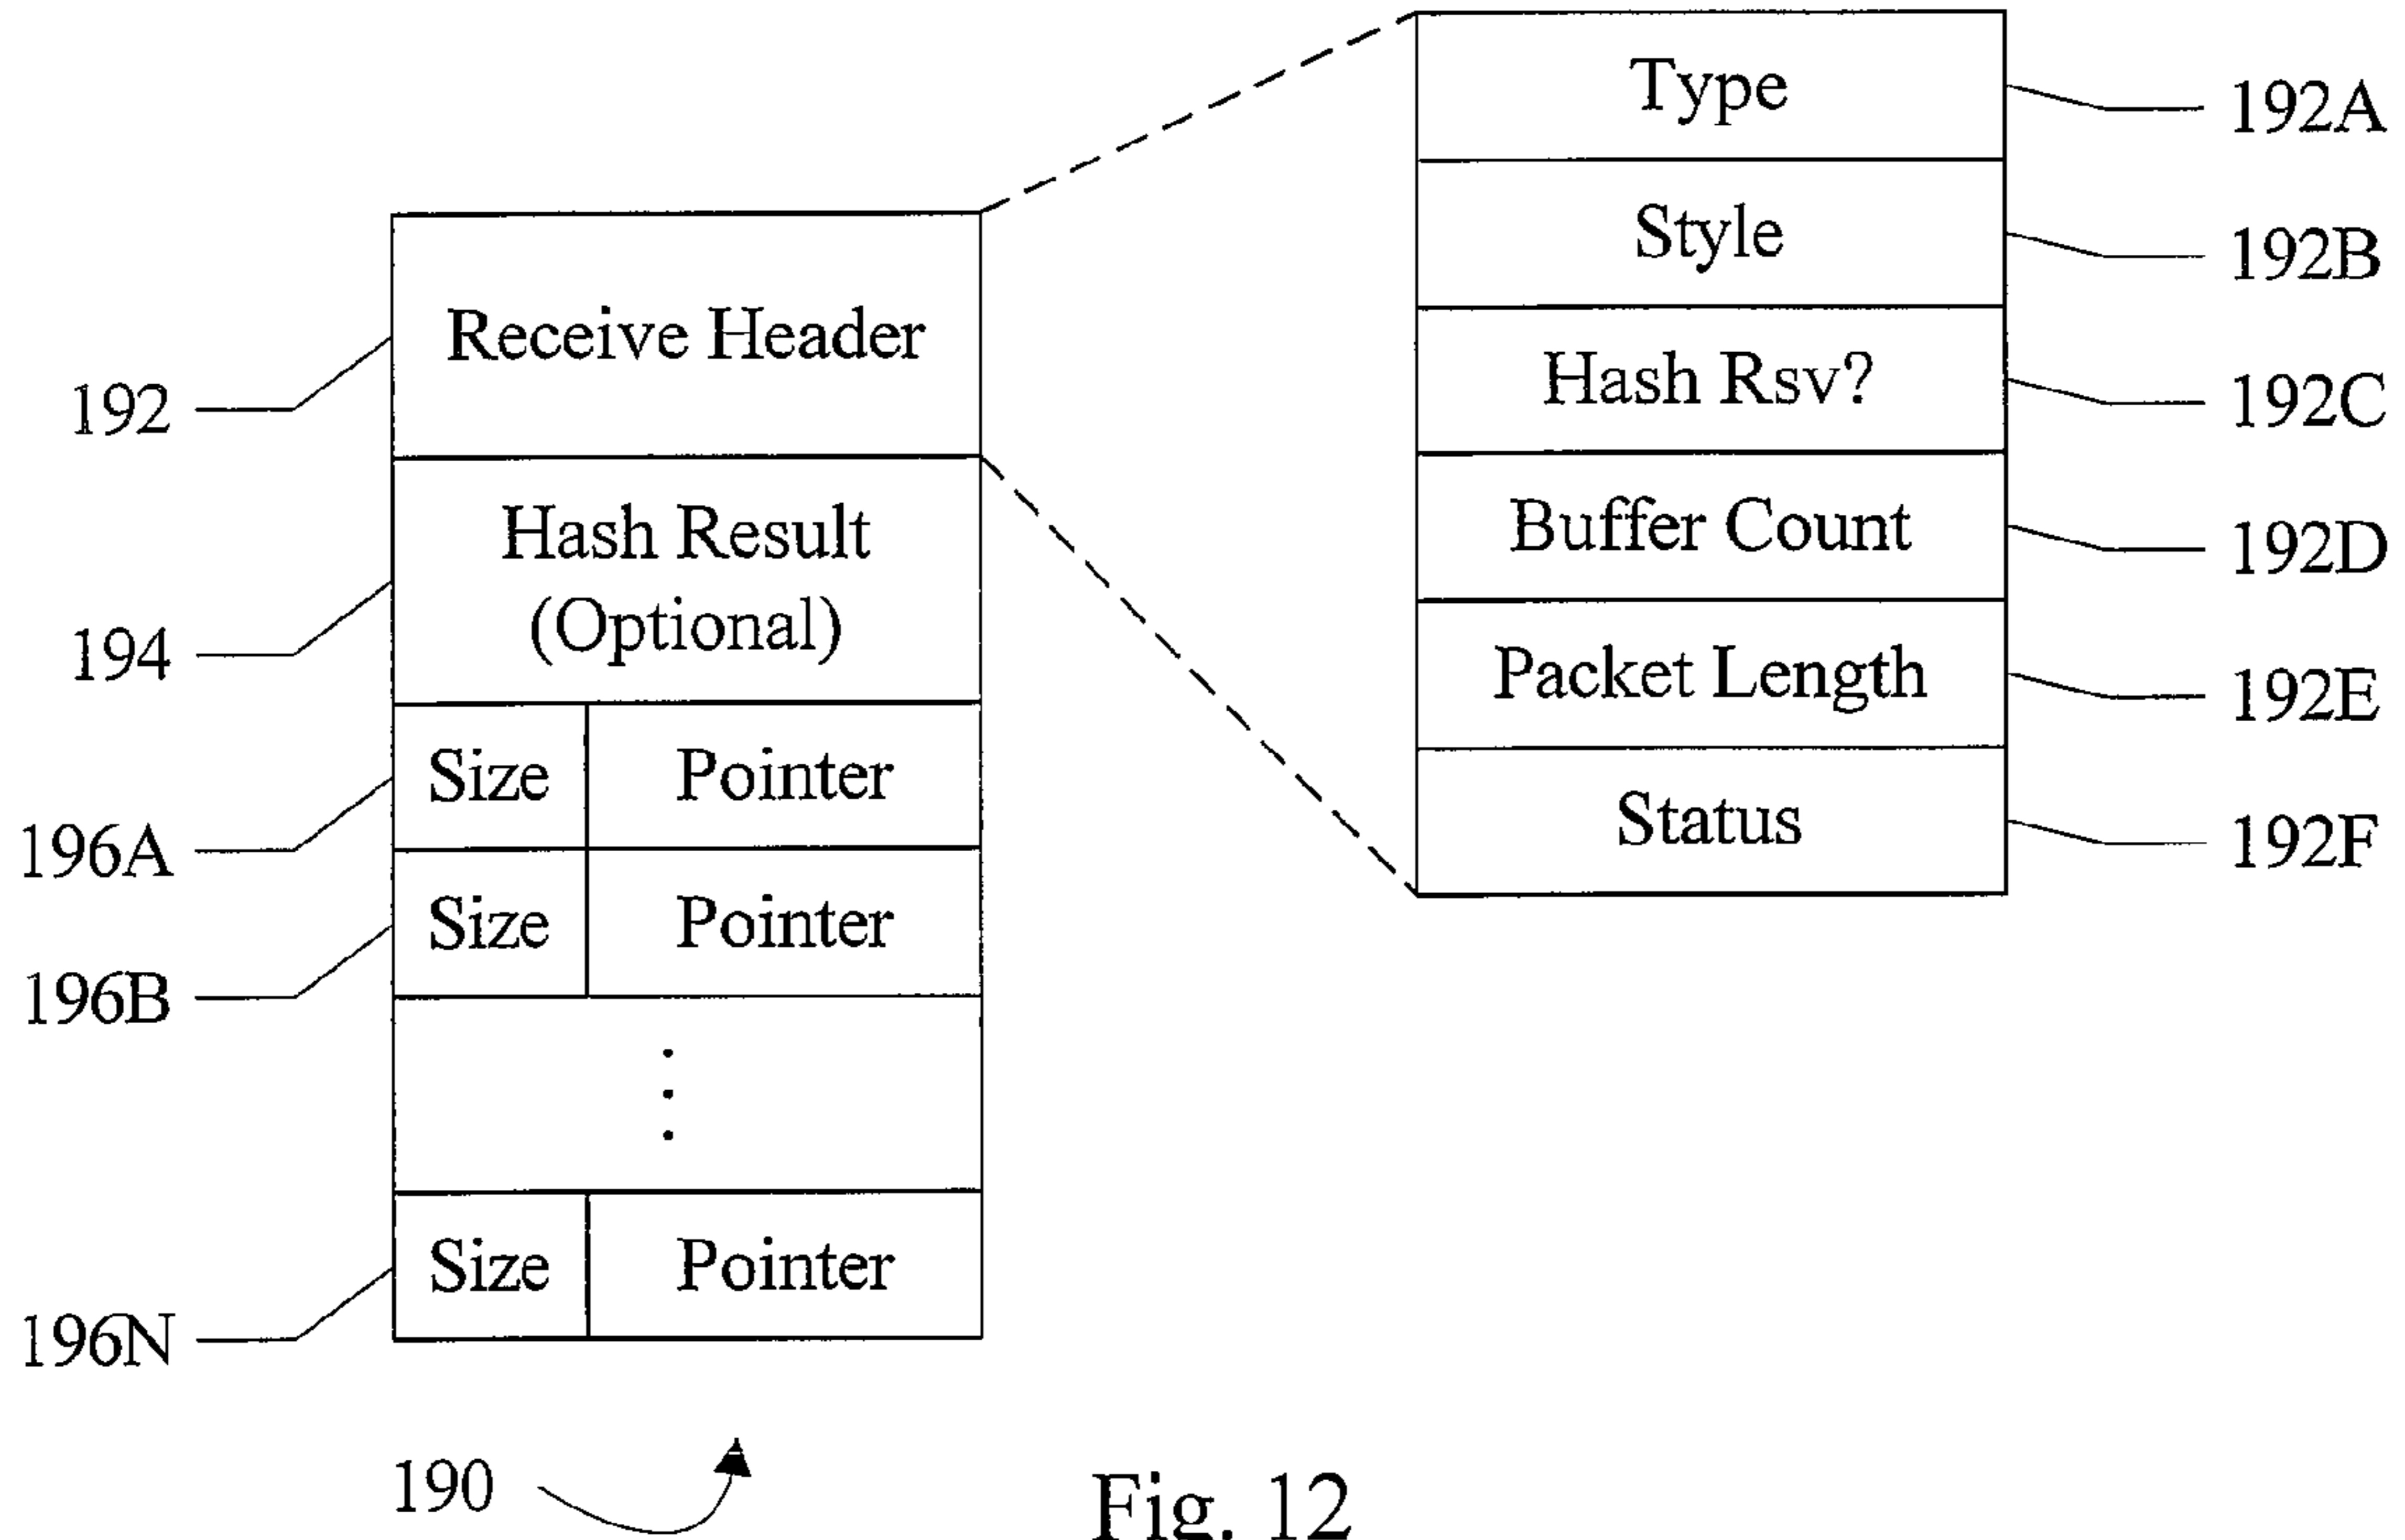 Receive Header
192
Hash Result
(Optional)
194
Size Pointer
196A
Size Pointer
196B
Size Pointer
196N
190
Type
192A
Style
192B
Hash Rsv?
192C
Buffer Count
192D
Packet Length
192E
Status
192F
Fig. 12